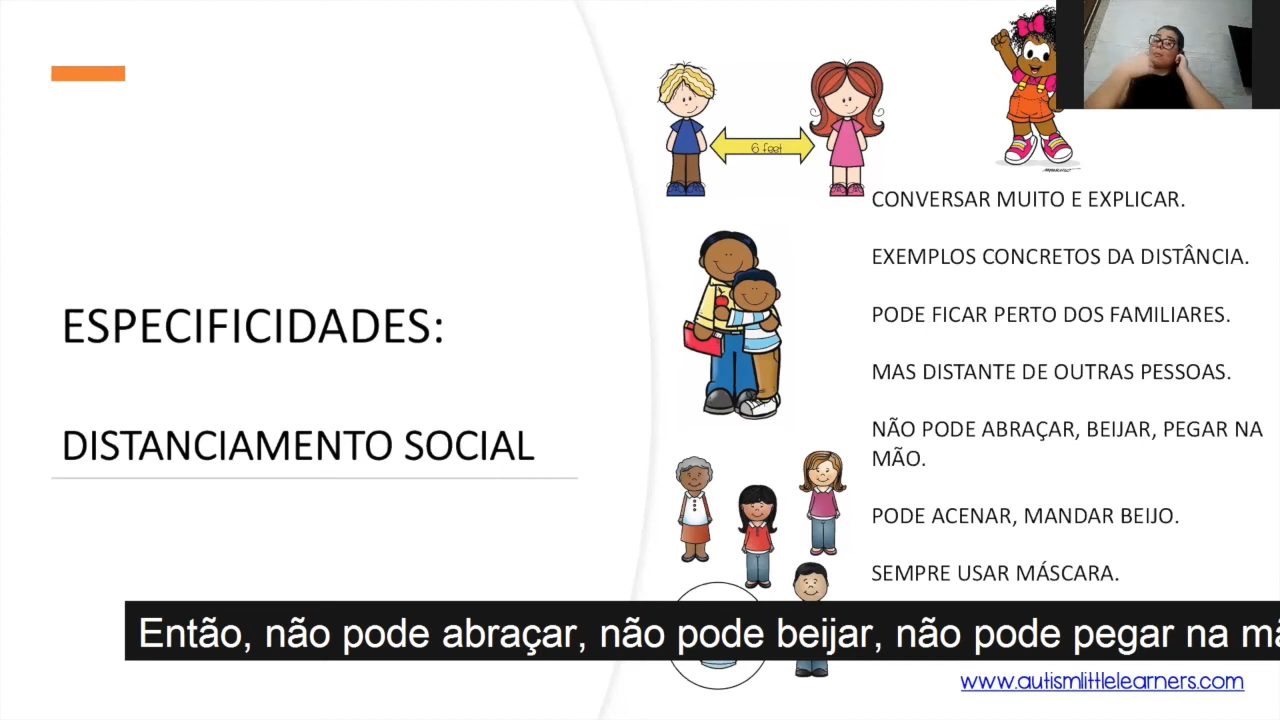 ESPECIFICIDADES:
DISTANCIAMENTO SOCIAL
6 feet
CONVERSAR MUITO E EXPLICAR.
EXEMPLOS CONCRETOS DA DISTÂNCIA.
PODE FICAR PERTO DOS FAMILIARES.
MAS DISTANTE DE OUTRAS PESSOAS.
NÃO PODE ABRAÇAR, BEIJAR, PEGAR NA
MÃO.
PODE ACENAR, MANDAR BEIJO.
SEMPRE USAR MÁSCARA.
Então, não pode abraçar, não pode beijar, não pode pegar na
www.autismlittlelearners.com